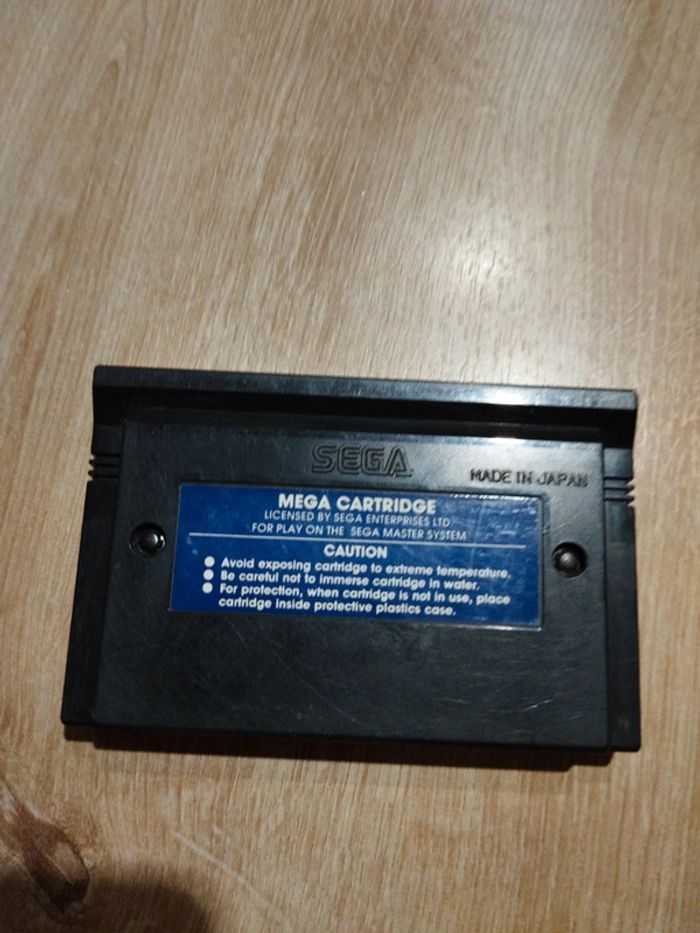 SEGA
MADE IN JAPAN
MEGA CARTRIDGE
LICENSED BY SEGA ENTERPRISES LTD
FOR PLAY ON THE SEGA MASTER SYSTEM
CAUTION
● Avoid exposing cartridge to extreme temperature.
● Be careful not to immerse cartridge in water.
● For protection, when cartridge is not in use, place
cartridge inside protective plastics case.